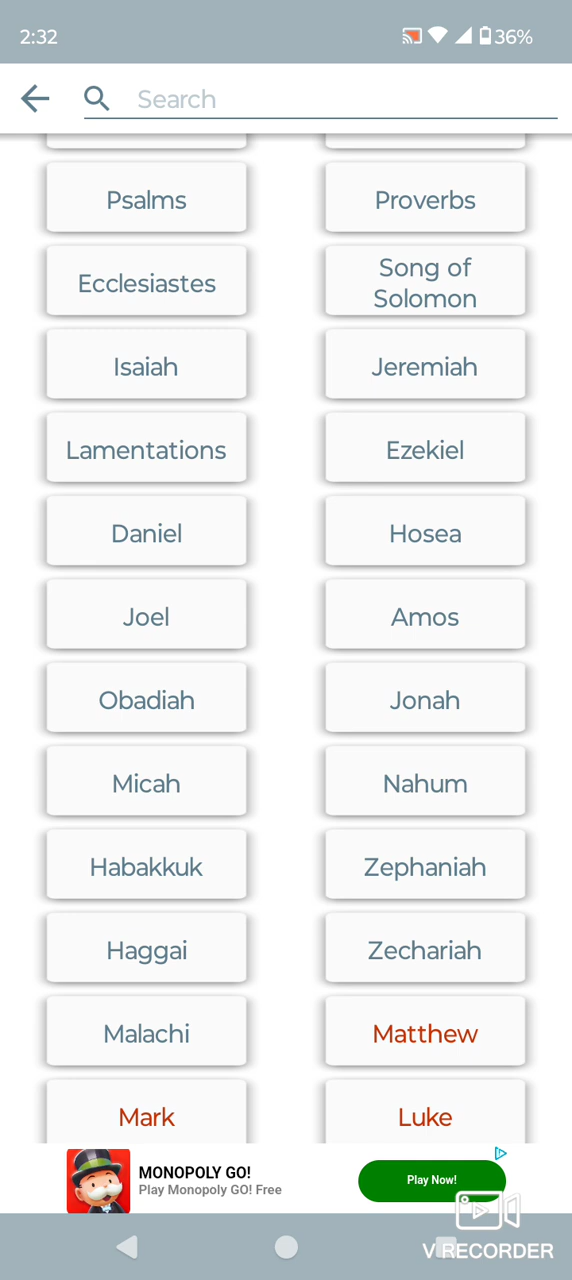 2:32
36%
Search
Psalms
Proverbs
Ecclesiastes
Song of
Solomon
Isaiah
Jeremiah
Lamentations
Ezekiel
Daniel
Hosea
Joel
Amos
Obadiah
Jonah
Micah
Nahum
Habakkuk
Zephaniah
Haggai
Zechariah
Malachi
Matthew
Mark
Luke
MONOPOLY GO!
Play Monopoly GO! Free
Play Now!
V RECORDER